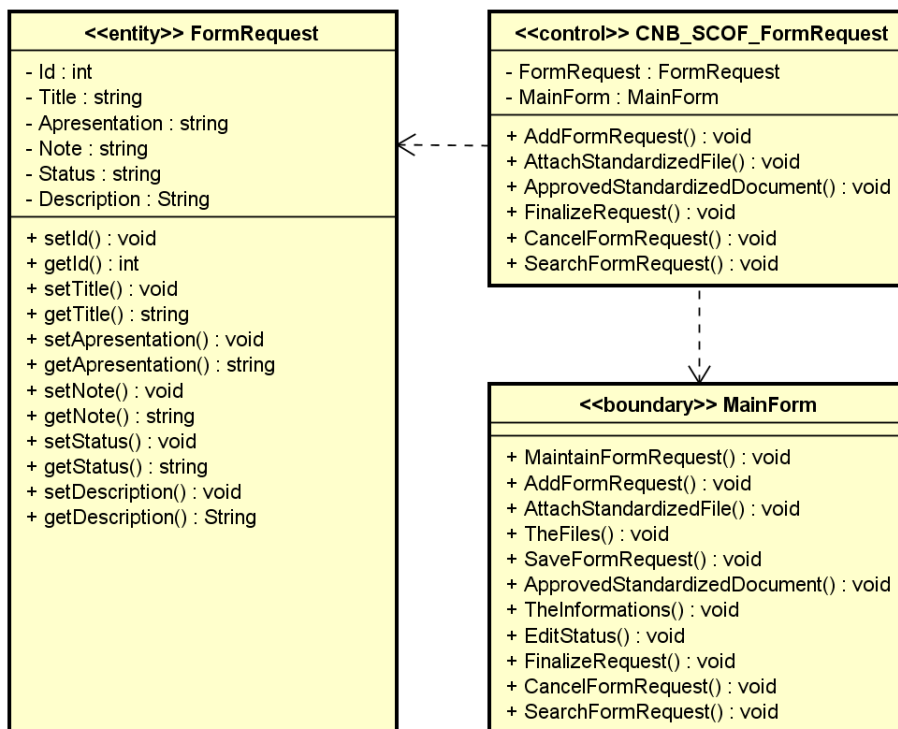 <<entity>> FormRequest
- Id : int
- Title : string
- Apresentation : string
- Note : string
- Status : string
- Description : String
+ setId() : void
+ getId() : int
+ setTitle() : void
+ getTitle() : string
+ setApresentation() : void
+ getApresentation() : string
+ setNote() : void
+ getNote() : string
+ setStatus() : void
+ getStatus() : string
+ setDescription() : void
+ getDescription() : String
<<control>> CNB_SCOF_FormRequest
- FormRequest : FormRequest
- MainForm : MainForm
+ AddFormRequest() : void
+ AttachStandardizedFile() : void
+ ApprovedStandardizedDocument() : void
+ FinalizeRequest() : void
+ CancelFormRequest() : void
+ SearchFormRequest() : void
<<boundary>> MainForm
+ MaintainFormRequest() : void
+ AddFormRequest() : void
+ AttachStandardizedFile() : void
+ TheFiles() : void
+ SaveFormRequest() : void
+ ApprovedStandardizedDocument() : void
+ TheInformations() : void
+ EditStatus() : void
+ FinalizeRequest() : void
+ CancelFormRequest() : void
+ SearchFormRequest() : void